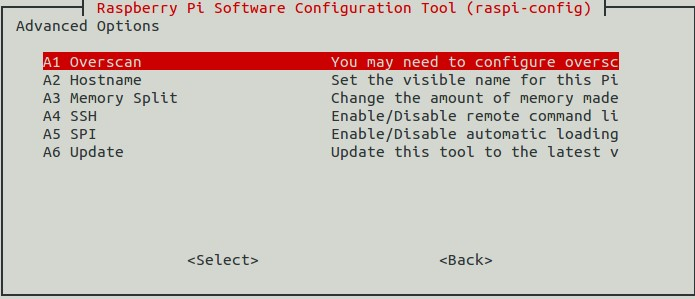 Raspberry Pi Software Configuration Tool (raspi-config)
Advanced Options
A1 Overscan You may need to configure oversc
A2 Hostname Set the visible name for this Pi
A3 Memory Split Change the amount of memory made
A4 SSH Enable/Disable remote command li
A5 SPI Enable/Disable automatic loading
A6 Update Update this tool to the latest v
<Select> <Back>